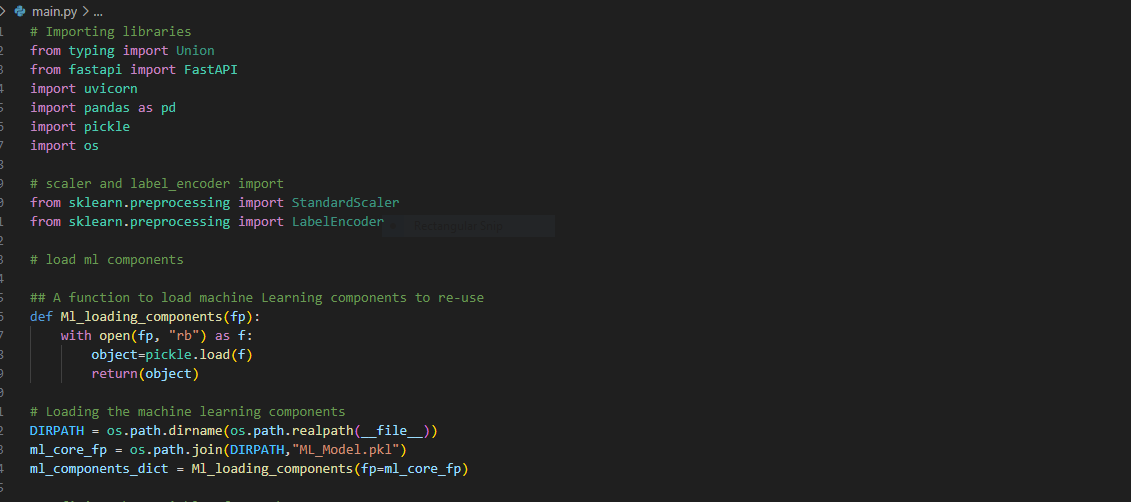 main.py > ...
1 # Importing libraries
2 from typing import Union
3 from fastapi import FastAPI
4 import uvicorn
5 import pandas as pd
6 import pickle
7 import os
8
9 # scaler and label_encoder import
0 from sklearn.preprocessing import StandardScaler
1 from sklearn.preprocessing import LabelEncoder
Rectangular Snip
2
3 # load ml components
4
5 ## A function to load machine Learning components to re-use
6 def Ml_loading_components(fp):
7 with open(fp, "rb") as f:
8 object=pickle.load(f)
9 return(object)
0
1 # Loading the machine learning components
2 DIRPATH = os.path.dirname(os.path.realpath(__file__))
3 ml_core_fp = os.path.join(DIRPATH,"ML_Model.pkl")
4 ml_components_dict = Ml_loading_components(fp=ml_core_fp)
5